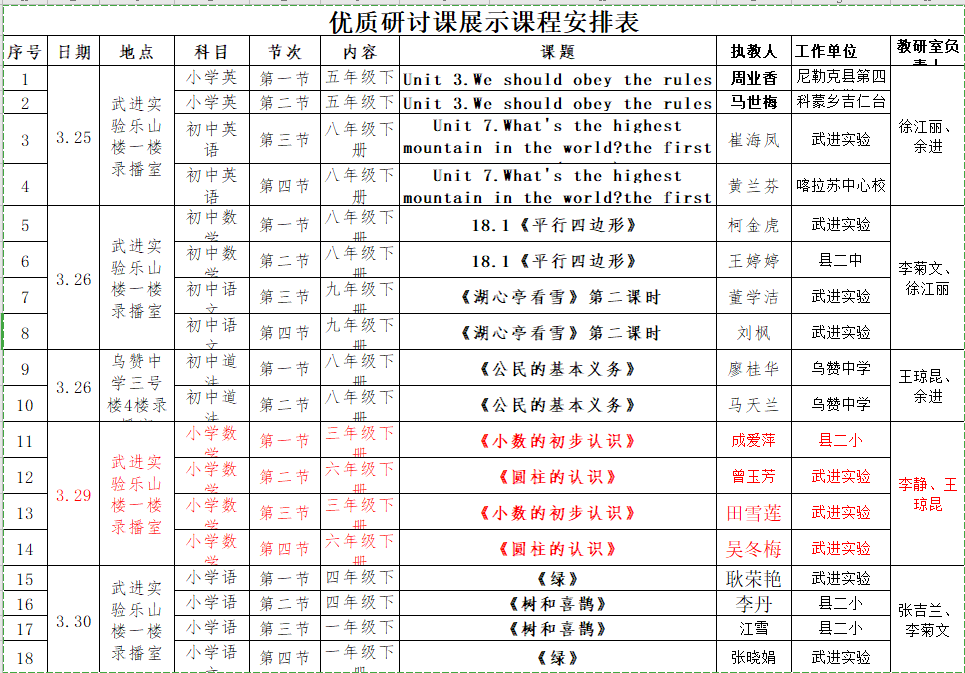 优质研讨课展示课程安排表
序号 日期 地点 科目 节次 内容 课题 执教人 工作单位 教研室负
1 小学英 第一节 五年级下 Unit 3.We should obey the rules 周业香 尼勒克县第四
2 小学英 第二节 五年级下 Unit 3.We should obey the rules 马世梅 科蒙乡吉仁台
3.25
武进实
验乐山
楼一楼
录播室
3 初中英 第三节 八年级下 Unit 7.What's the highest 崔海凤 武进实验
语 册 mountain in the world?the first
4 初中英 第四节 八年级下 Unit 7.What's the highest 黄兰芬 喀拉苏中心校
语 册 mountain in the world?the first
徐江丽、
余进
5 初中数 第一节 八年级下 18.1《平行四边形》 柯金虎 武进实验
6 初中数 第二节 八年级下 18.1《平行四边形》 王婷婷 县二中
3.26
武进实
验乐山
楼一楼
录播室
7 初中语 第三节 九年级下 《湖心亭看雪》第二课时 董学洁 武进实验
8 初中语 第四节 九年级下 《湖心亭看雪》第二课时 刘枫 武进实验
李菊文、
徐江丽
9 初中道 第一节 八年级下 《公民的基本义务》 廖桂华 乌赞中学
3.26
乌赞中
学三号
楼4楼录
10 初中道 第二节 八年级下 《公民的基本义务》 马天兰 乌赞中学
王琼昆、
余进
11 小学数 第一节 三年级下 《小数的初步认识》 成爱萍 县二小
12 小学数 第二节 六年级下 《圆柱的认识》 曾玉芳 武进实验
3.29
武进实
验乐山
楼一楼
录播室
13 小学数 第三节 三年级下 《小数的初步认识》 田雪莲 武进实验
14 小学数 第四节 六年级下 《圆柱的认识》 吴冬梅 武进实验
李静、王
琼昆
15 小学语 第一节 四年级下 《绿》 耿荣艳 武进实验
16 小学语 第二节 四年级下 《树和喜鹊》 李丹 县二小
3.30
武进实
验乐山
楼一楼
录播室
17 小学语 第三节 一年级下 《树和喜鹊》 江雪 县二小
18 小学语 第四节 一年级下 《绿》 张晓娟 武进实验
张吉兰、
李菊文